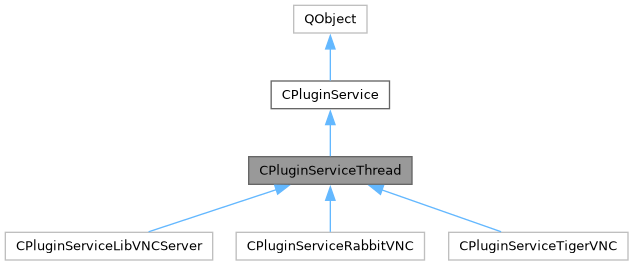 QObject
CPluginService
CPluginServiceThread
CPluginServiceLibVNCServer
CPluginServiceRabbitVNC
CPluginServiceTigerVNC